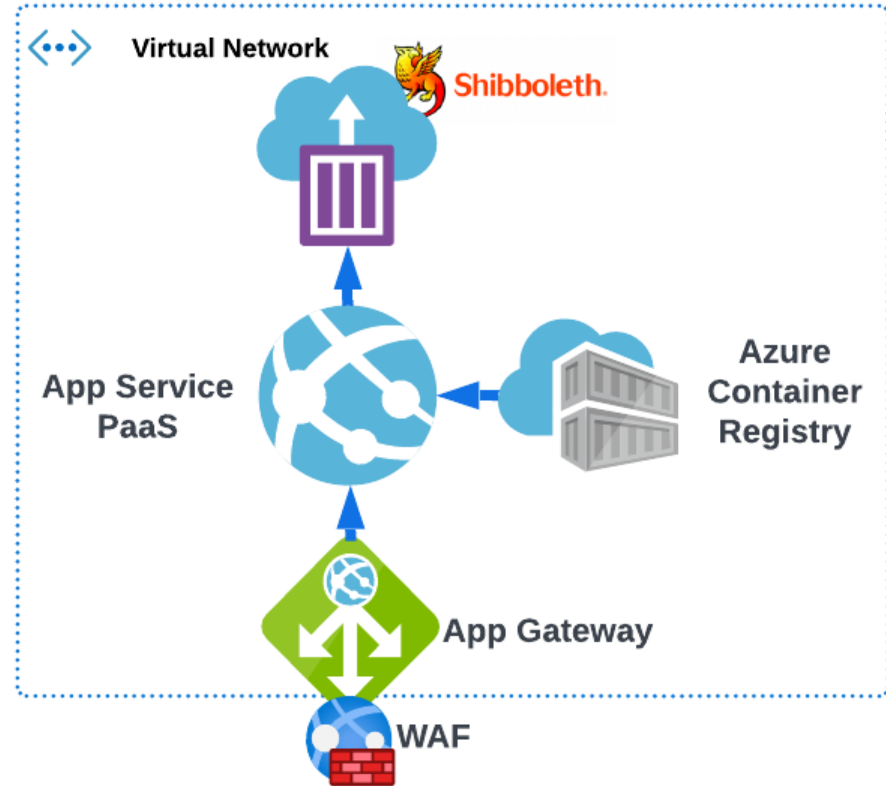 Virtual Network
Shibboleth.
App Service
PaaS
Azure
Container
Registry
App Gateway
WAF